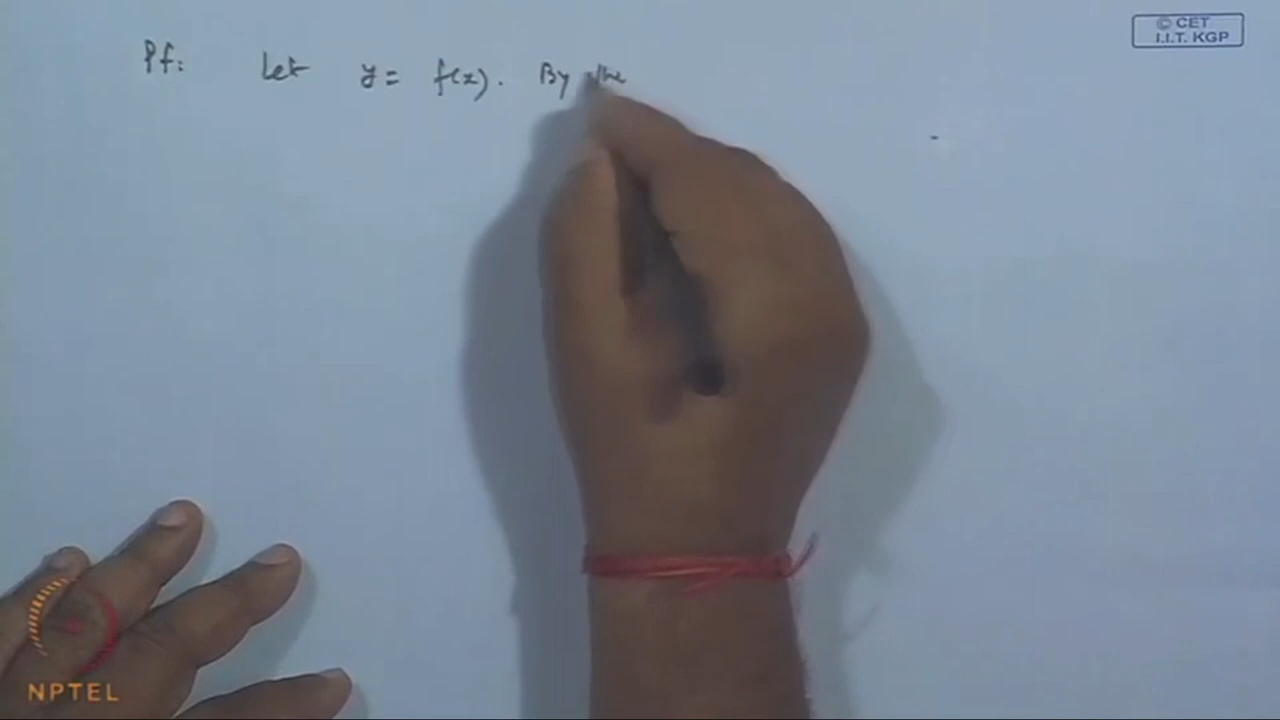 © CET
I.I.T. KGP
Pf: Let y = f(x). By the
NPTEL